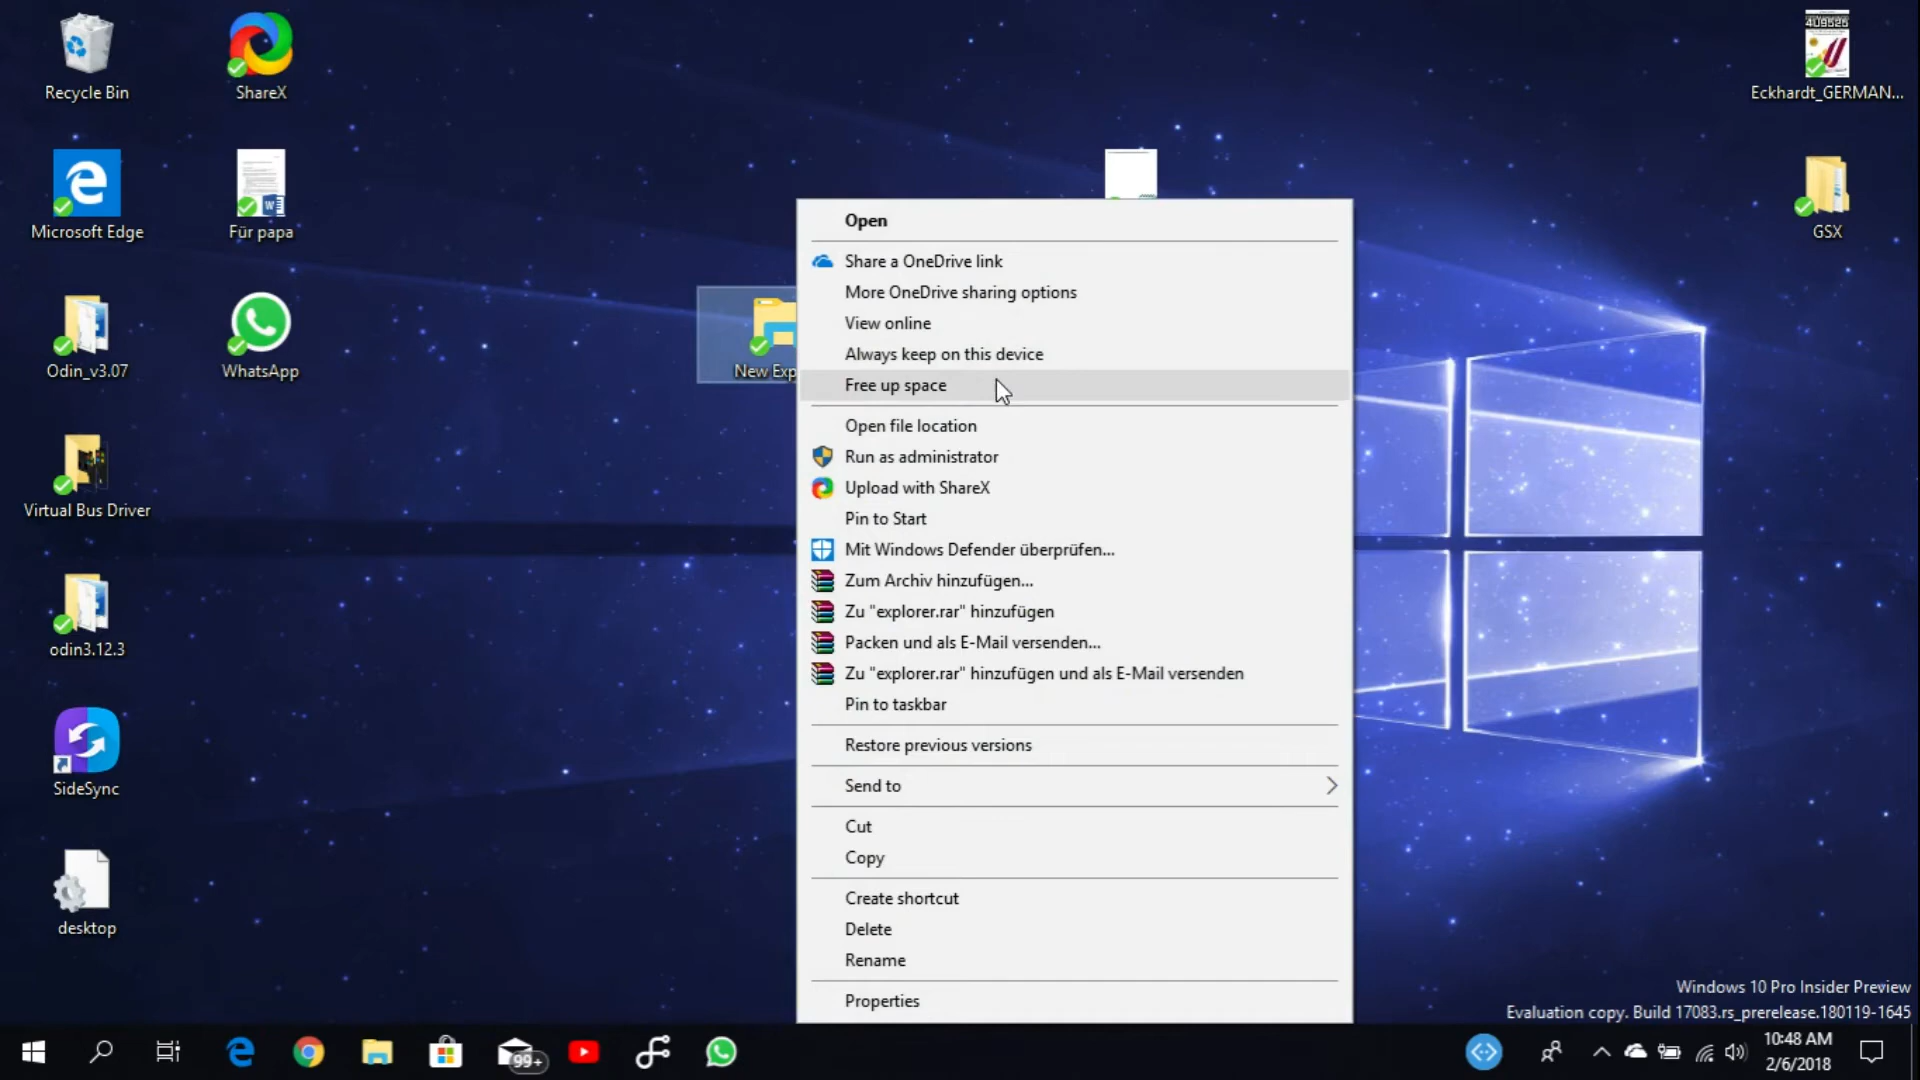 Recycle Bin
ShareX
4U9525
Eckhardt_GERMAN...
Microsoft Edge
Für papa
GSX
Odin_v3.07
WhatsApp
New Exp
Virtual Bus Driver
odin3.12.3
SideSync
desktop
Open
Share a OneDrive link
More OneDrive sharing options
View online
Always keep on this device
Free up space
Open file location
Run as administrator
Upload with ShareX
Pin to Start
Mit Windows Defender überprüfen...
Zum Archiv hinzufügen...
Zu "explorer.rar" hinzufügen
Packen und als E-Mail versenden...
Zu "explorer.rar" hinzufügen und als E-Mail versenden
Pin to taskbar
Restore previous versions
Send to
Cut
Copy
Create shortcut
Delete
Rename
Properties
Windows 10 Pro Insider Preview
Evaluation copy. Build 17083.rs_prerelease.180119-1645
99+
10:48 AM
2/6/2018